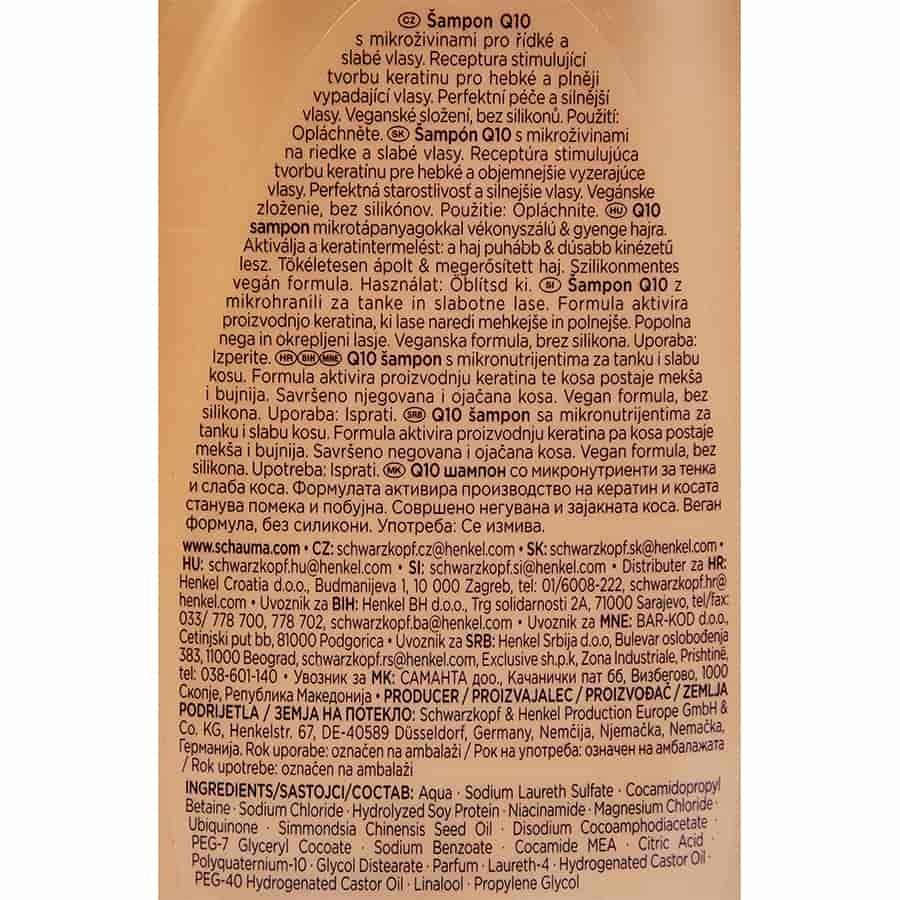 CZ Šampon Q10
s mikroživinami pro řídké a
slabé vlasy. Receptura stimulující
tvorbu keratinu pro hebké a plněji
vypadající vlasy. Perfektní péče a silnější
vlasy. Veganské složení, bez silikonů. Použití:
Opláchněte. SK Šampón Q10 s mikroživinami
na riedke a slabé vlasy. Receptúra stimulujúca
tvorbu keratínu pre hebké a objemnejšie vyzerajúce
vlasy. Perfektná starostlivosť a silnejšie vlasy. Vegánske
zloženie, bez silikónov. Použitie: Opláchnite. HU Q10
sampon mikrotápanyagokkal vékonyszálú & gyenge hajra.
Aktiválja a keratintermelést: a haj puhább & dúsabb kinézetű
lesz. Tökéletesen ápolt & megerősített haj. Szilikonmentes
vegán formula. Használat: Öblítsd ki. SI Šampon Q10 z
mikrohranili za tanke in slabotne lase. Formula aktivira
proizvodnjo keratina, ki lase naredi mehkejše in polnejše. Popolna
nega in okrepljeni lasje. Veganska formula, brez silikona. Uporaba:
Izperite. HR BIH MNE Q10 šampon s mikronutrijentima za tanku i slabu
kosu. Formula aktivira proizvodnju keratina te kosa postaje mekša
i bujnija. Savršeno njegovana i ojačana kosa. Vegan formula, bez
silikona. Uporaba: Isprati. SRB Q10 šampon sa mikronutrijentima za
tanku i slabu kosu. Formula aktivira proizvodnju keratina pa kosa postaje
mekša i bujnija. Savršeno negovana i ojačana kosa. Vegan formula, bez
silikona. Upotreba: Isprati. MK Q10 шампон со микронутриенти за тенка
и слаба коса. Формулата активира производство на кератин и косата
станува помека и побујна. Совршено негувана и зајакната коса. Веган
формула, без силикони. Употреба: Се измива.
www.schauma.com • CZ: schwarzkopf.cz@henkel.com • SK: schwarzkopf.sk@henkel.com •
HU: schwarzkopf.hu@henkel.com • SI: schwarzkopf.si@henkel.com • Distributer za HR:
Henkel Croatia d.o.o., Budmanijeva 1, 10 000 Zagreb, tel: 01/6008-222, schwarzkopf.hr@
henkel.com • Uvoznik za BIH: Henkel BH d.o.o., Trg solidarnosti 2A, 71000 Sarajevo, tel/fax:
033/ 778 700, 778 702, schwarzkopf.ba@henkel.com • Uvoznik za MNE: BAR-KOD d.o.o.,
Cetinjski put bb, 81000 Podgorica • Uvoznik za SRB: Henkel Srbija d.o.o, Bulevar oslobođenja
383, 11000 Beograd, schwarzkopf.rs@henkel.com, Exclusive sh.p.k, Zona Industriale, Prishtinë,
tel: 038-601-140 • Увозник за МК: САМАНТА доо., Качанички пат бб, Визбегово, 1000
Скопје, Република Македонија • PRODUCER / PROIZVAJALEC / PROIZVOĐAČ / ZEMLJA
PODRIJETLA / ЗЕМЈА НА ПОТЕКЛО: Schwarzkopf & Henkel Production Europe GmbH &
Co. KG, Henkelstr. 67, DE-40589 Düsseldorf, Germany, Nemčija, Njemačka, Nemačka,
Германија. Rok uporabe: označen na ambalaži / Рок на употреба: означен на амбалажата
/ Rok upotrebe: označen na ambalaži
INGREDIENTS/SASTOJCI/СОСТАВ: Aqua · Sodium Laureth Sulfate · Cocamidopropyl
Betaine · Sodium Chloride · Hydrolyzed Soy Protein · Niacinamide · Magnesium Chloride ·
Ubiquinone · Simmondsia Chinensis Seed Oil · Disodium Cocoamphodiacetate ·
PEG-7 Glyceryl Cocoate · Sodium Benzoate · Cocamide MEA · Citric Acid ·
Polyquaternium-10 · Glycol Distearate · Parfum · Laureth-4 · Hydrogenated Castor Oil ·
PEG-40 Hydrogenated Castor Oil · Linalool · Propylene Glycol